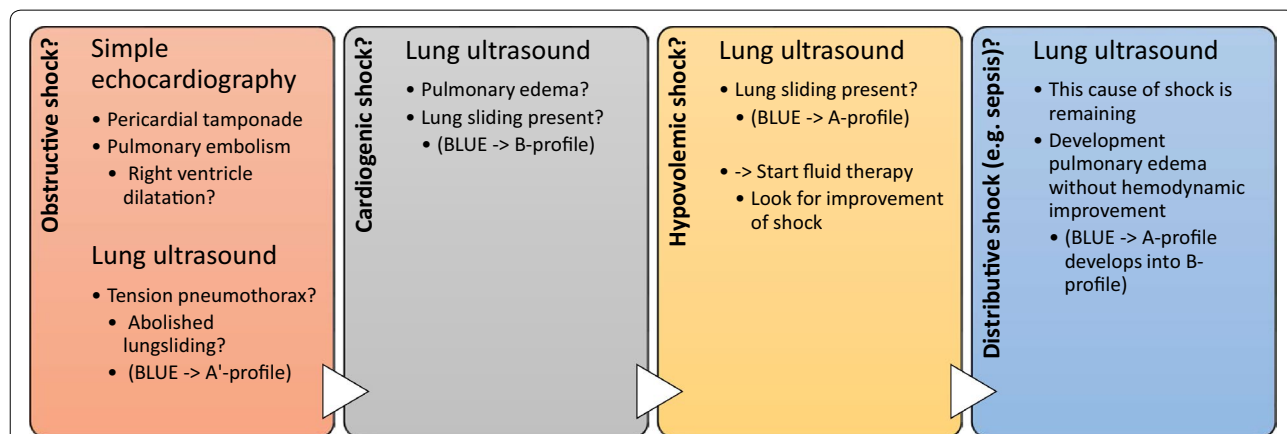 Obstructive shock?
Simple
echocardiography
• Pericardial tamponade
• Pulmonary embolism
• Right ventricle
dilatation?
Lung ultrasound
• Tension pneumothorax?
• Abolished
lungsliding?
• (BLUE -> A'-profile)
Cardiogenic shock?
Lung ultrasound
• Pulmonary edema?
• Lung sliding present?
• (BLUE -> B-profile)
Hypovolemic shock?
Lung ultrasound
• Lung sliding present?
• (BLUE -> A-profile)
• -> Start fluid therapy
• Look for improvement
of shock
Distributive shock (e.g. sepsis)?
Lung ultrasound
• This cause of shock is
remaining
• Development
pulmonary edema
without hemodynamic
improvement
• (BLUE -> A-profile
develops into B-
profile)